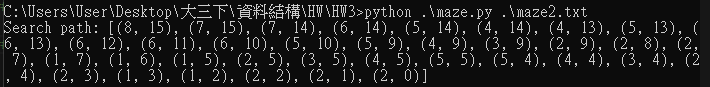 C:\Users\User\Desktop\大三下\資料結構\HW\HW3>python .\maze.py .\maze2.txt
Search path: [(8, 15), (7, 15), (7, 14), (6, 14), (5, 14), (4, 14), (4, 13), (5, 13), (
6, 13), (6, 12), (6, 11), (6, 10), (5, 10), (5, 9), (4, 9), (3, 9), (2, 9), (2, 8), (2,
 7), (1, 7), (1, 6), (1, 5), (2, 5), (3, 5), (4, 5), (5, 5), (5, 4), (4, 4), (3, 4), (2
, 4), (2, 3), (1, 3), (1, 2), (2, 2), (2, 1), (2, 0)]